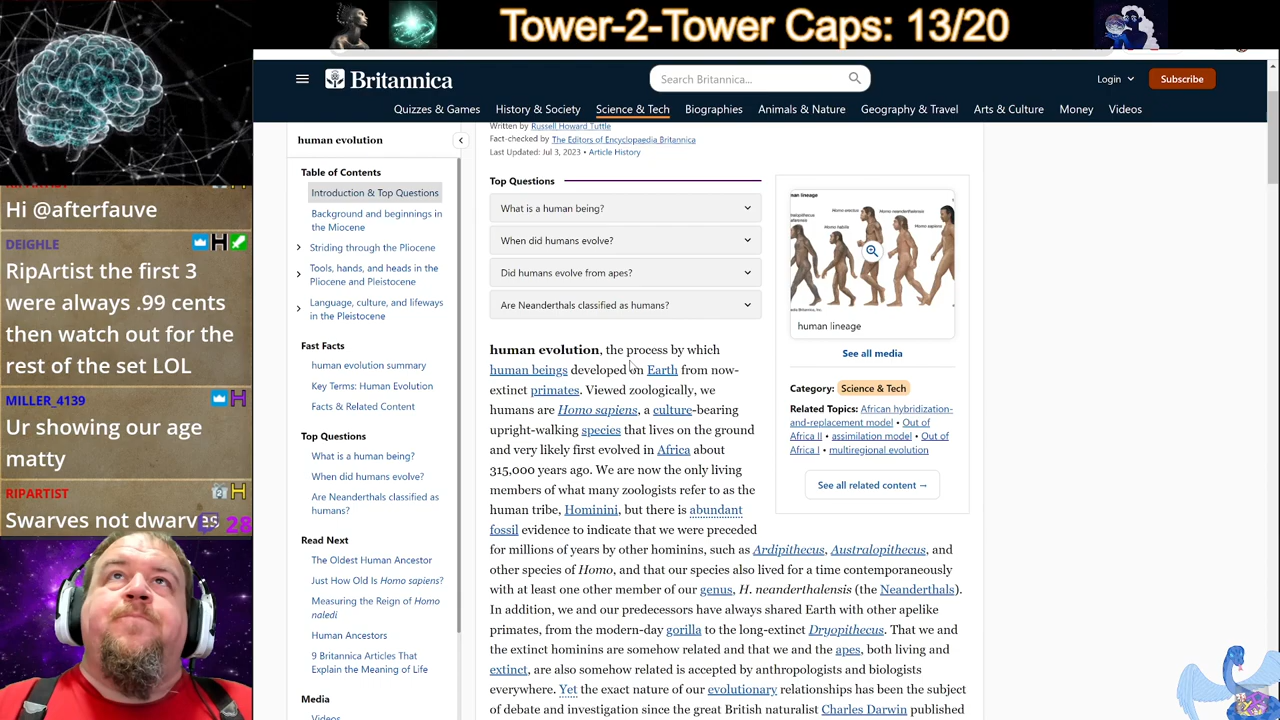 Tower-2-Tower Caps: 13/20
Britannica
Search Britannica...
Login
Subscribe
Quizzes & Games
History & Society
Science & Tech
Biographies
Animals & Nature
Geography & Travel
Arts & Culture
Money
Videos
Hi @afterfauve
DEIGHLE
RipArtist the first 3
were always .99 cents
then watch out for the
rest of the set LOL
MILLER_4139
Ur showing our age
matty
RIPARTIST
Swarves not dwarves
28
human evolution
Table of Contents
Introduction & Top Questions
Background and beginnings in
the Miocene
Striding through the Pliocene
Tools, hands, and heads in the
Pliocene and Pleistocene
Language, culture, and lifeways
in the Pleistocene
Fast Facts
human evolution summary
Key Terms: Human Evolution
Facts & Related Content
Top Questions
What is a human being?
When did humans evolve?
Are Neanderthals classified as
humans?
Read Next
The Oldest Human Ancestor
Just How Old Is Homo sapiens?
Measuring the Reign of Homo
naledi
Human Ancestors
9 Britannica Articles That
Explain the Meaning of Life
Media
Videos
Written by Russell Howard Tuttle
Fact-checked by The Editors of Encyclopaedia Britannica
Last Updated: Jul 3, 2023 • Article History
Top Questions
What is a human being?
When did humans evolve?
Did humans evolve from apes?
Are Neanderthals classified as humans?
human evolution, the process by which
human beings developed on Earth from now-
extinct primates. Viewed zoologically, we
humans are Homo sapiens, a culture-bearing
upright-walking species that lives on the ground
and very likely first evolved in Africa about
315,000 years ago. We are now the only living
members of what many zoologists refer to as the
human tribe, Hominini, but there is abundant
fossil evidence to indicate that we were preceded
for millions of years by other hominins, such as Ardipithecus, Australopithecus, and
other species of Homo, and that our species also lived for a time contemporaneously
with at least one other member of our genus, H. neanderthalensis (the Neanderthals).
In addition, we and our predecessors have always shared Earth with other apelike
primates, from the modern-day gorilla to the long-extinct Dryopithecus. That we and
the extinct hominins are somehow related and that we and the apes, both living and
extinct, are also somehow related is accepted by anthropologists and biologists
everywhere. Yet the exact nature of our evolutionary relationships has been the subject
of debate and investigation since the great British naturalist Charles Darwin published
human lineage
Homo erectus
Homo neanderthalensis
Homo habilis
Homo sapiens
human lineage
See all media
Category: Science & Tech
Related Topics: African hybridization-
and-replacement model • Out of
Africa II • assimilation model • Out of
Africa I • multiregional evolution
See all related content →